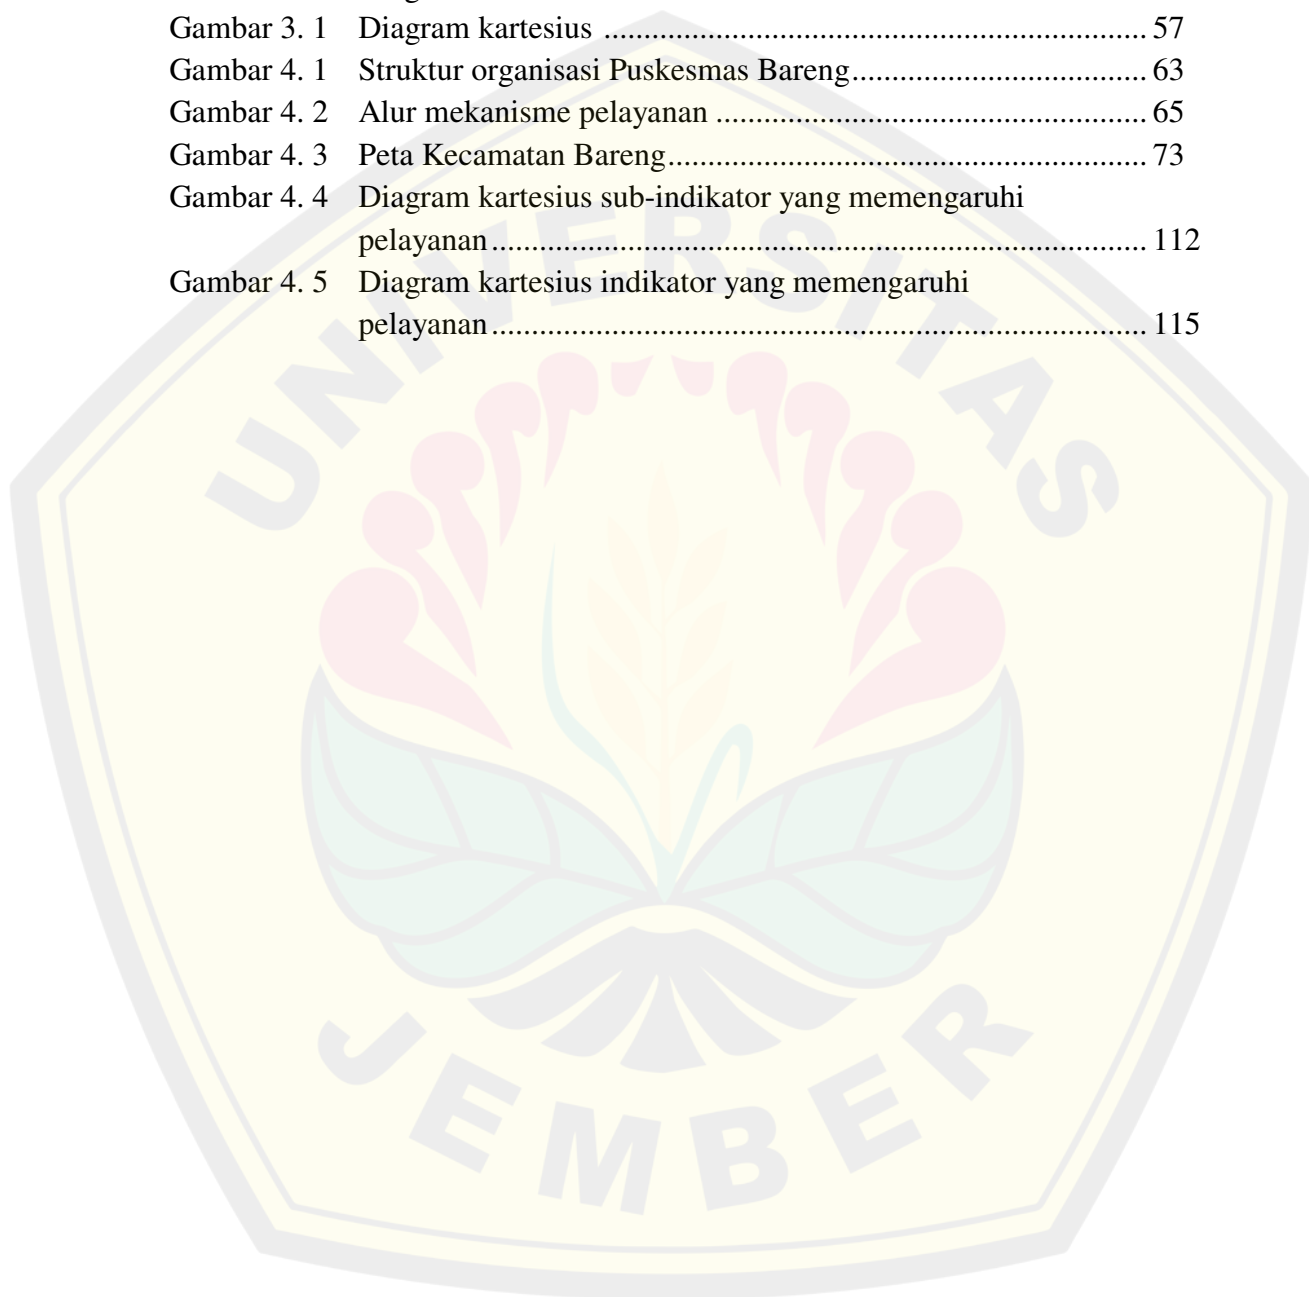 Gambar 3. 1 Diagram kartesius ................................................................. 57
Gambar 4. 1 Struktur organisasi Puskesmas Bareng................................ 63
Gambar 4. 2 Alur mekanisme pelayanan ............................................... 65
Gambar 4. 3 Peta Kecamatan Bareng.................................................... 73
Gambar 4. 4 Diagram kartesius sub-indikator yang memengaruhi
pelayanan ...................................................................... 112
Gambar 4. 5 Diagram kartesius indikator yang memengaruhi
pelayanan ...................................................................... 115
UNIVERSITAS
JEMBER